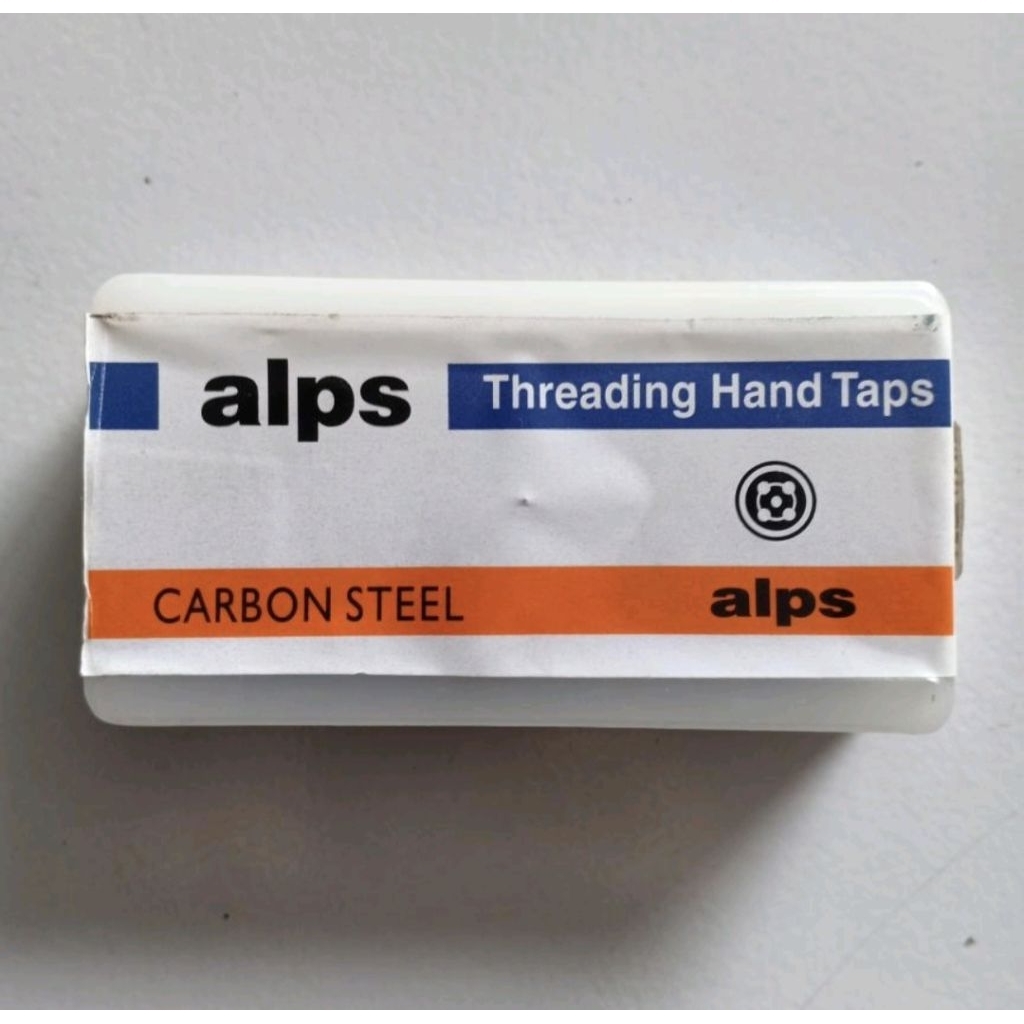 alps Threading Hand Taps
CARBON STEEL alps